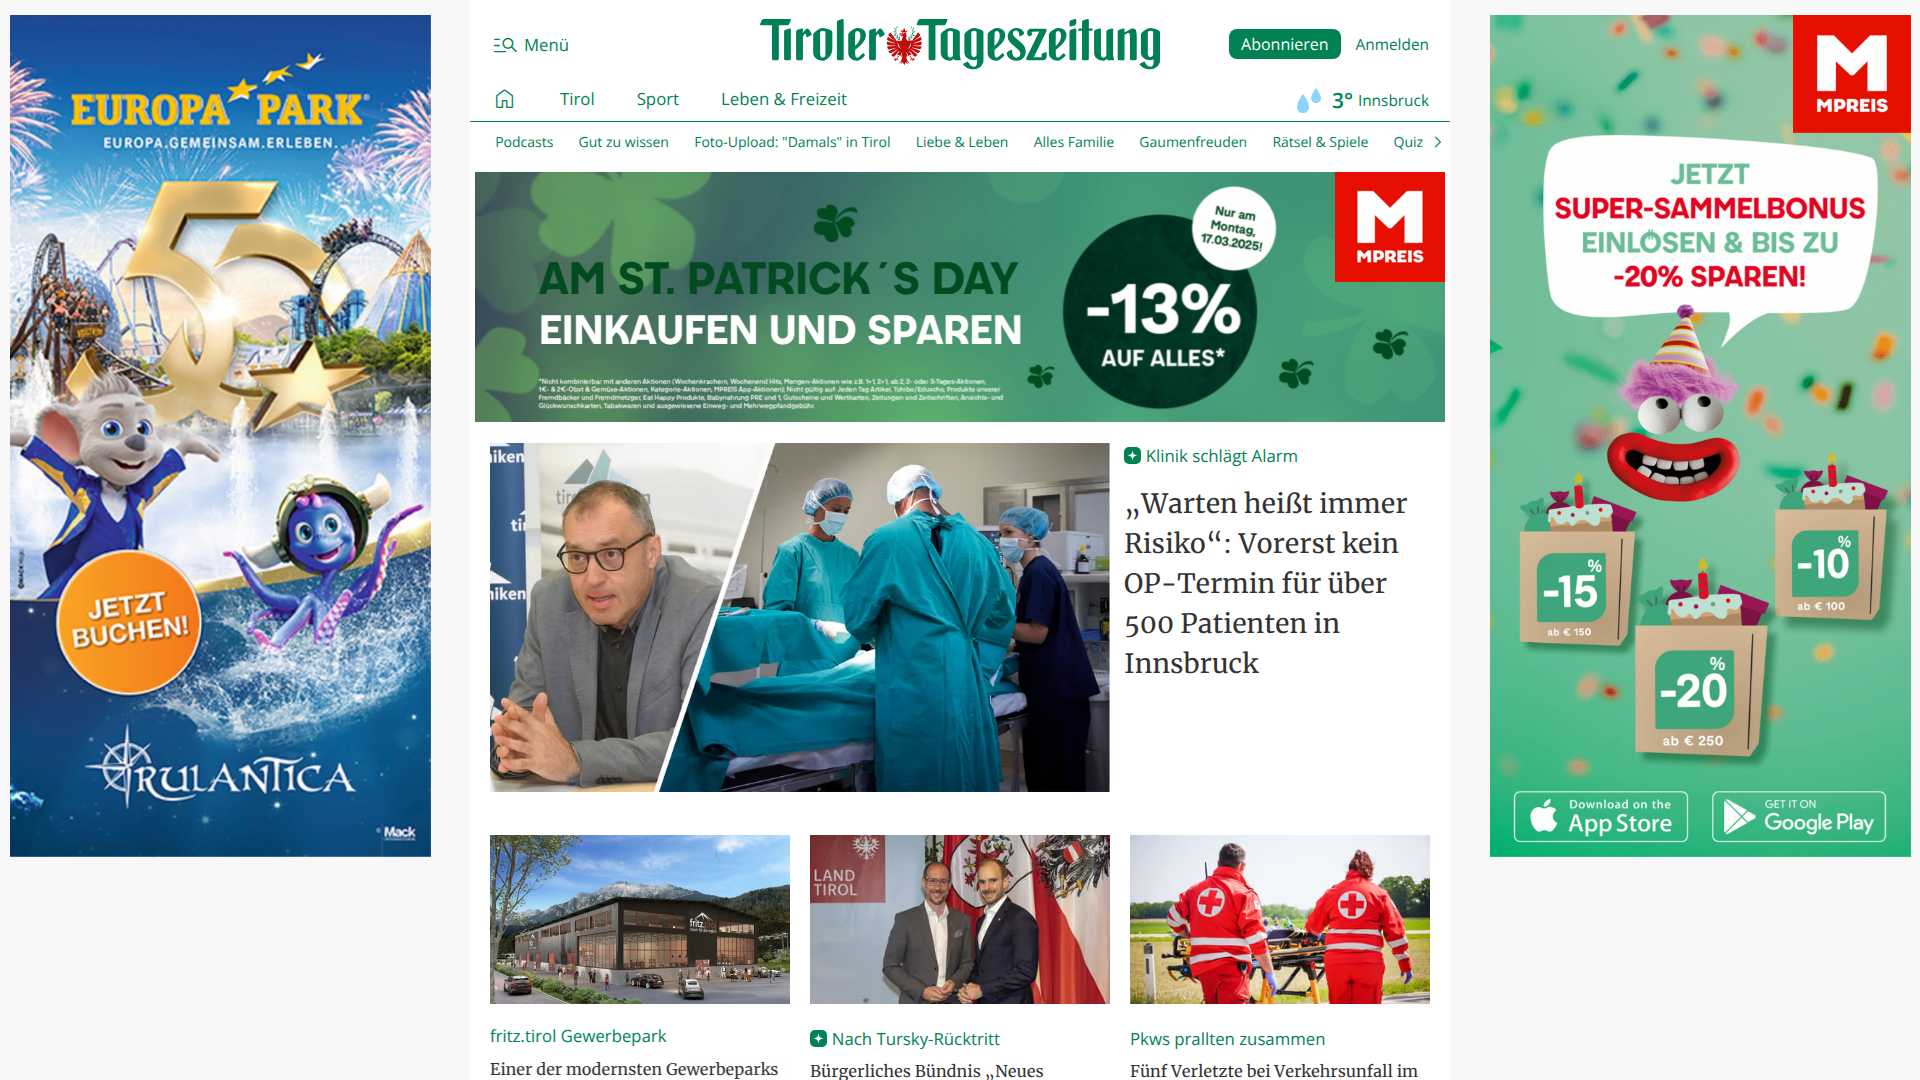 Menü
Tiroler Tageszeitung
Abonnieren
Anmelden
Tirol
Sport
Leben & Freizeit
3° Innsbruck
Podcasts
Gut zu wissen
Foto-Upload: "Damals" in Tirol
Liebe & Leben
Alles Familie
Gaumenfreuden
Rätsel & Spiele
Quiz
EUROPA PARK
EUROPA.GEMEINSAM.ERLEBEN.
50
JETZT
BUCHEN!
RULANTICA
Mack
AM ST. PATRICK´S DAY
EINKAUFEN UND SPAREN
*Nicht kombinierbar mit anderen Aktionen (Wochenkracher, Wochenend Hits, Mengen-Aktionen wie z.B. 1+1, 2+1, ab 2, 2- oder 3-Tages-Aktionen,
1€- & 2€-Obst & Gemüse-Aktionen, Kategorie-Aktionen, MPREIS App-Aktionen). Nicht gültig auf: Jeden Tag Artikel, Tchibo/Eduscho, Produkte unserer
Fremdbäcker und Fremdmetzger, Eat Happy Produkte, Babynahrung PRE und 1, Gutscheine und Wertkarten, Zeitungen und Zeitschriften, Ansichts- und
Glückwunschkarten, Tabakwaren und ausgewiesene Einweg- und Mehrwegpfandgebühr.
Nur am
Montag,
17.03.2025!
-13%
AUF ALLES*
M
MPREIS
M
MPREIS
JETZT
SUPER-SAMMELBONUS
EINLÖSEN & BIS ZU
-20% SPAREN!
-15%
ab € 150
-10%
ab € 100
-20%
ab € 250
Download on the
App Store
GET IT ON
Google Play
Klinik schlägt Alarm
„Warten heißt immer
Risiko“: Vorerst kein
OP-Termin für über
500 Patienten in
Innsbruck
fritz
LAND
TIROL
fritz.tirol Gewerbepark
Einer der modernsten Gewerbeparks
Nach Tursky-Rücktritt
Bürgerliches Bündnis „Neues
Pkws prallten zusammen
Fünf Verletzte bei Verkehrsunfall im